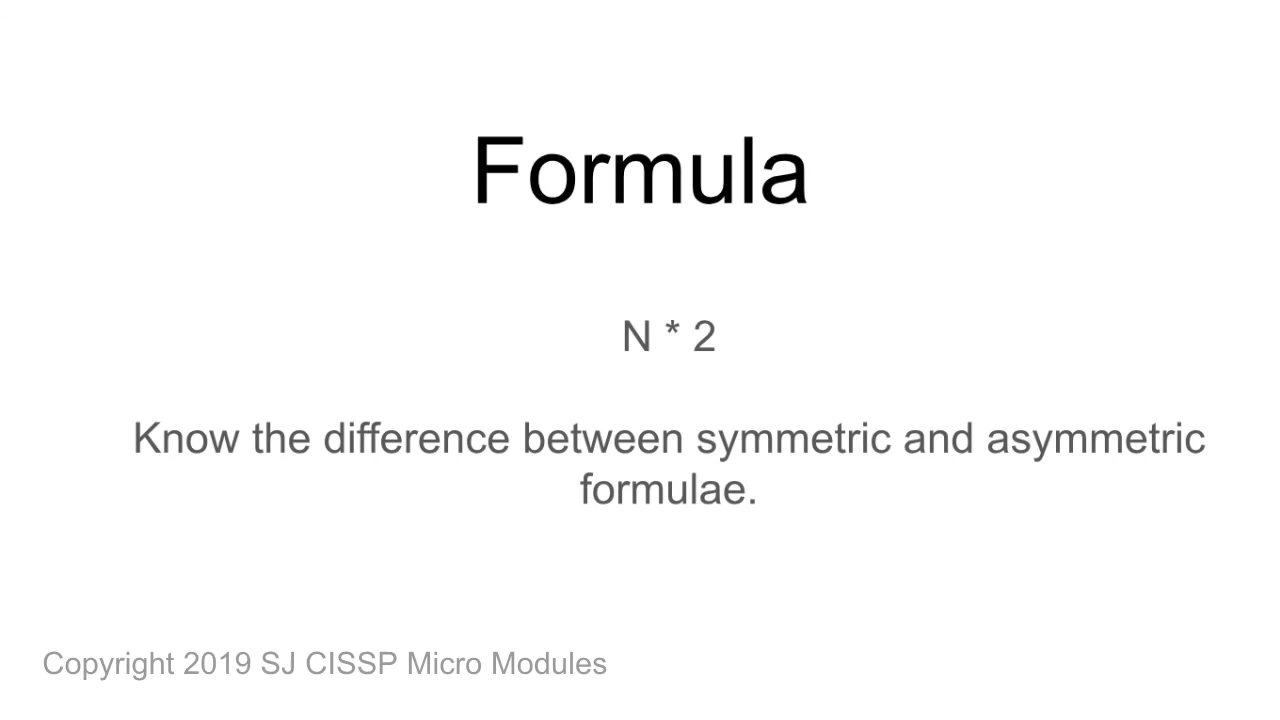 Formula
N * 2
Know the difference between symmetric and asymmetric
formulae.
Copyright 2019 SJ CISSP Micro Modules